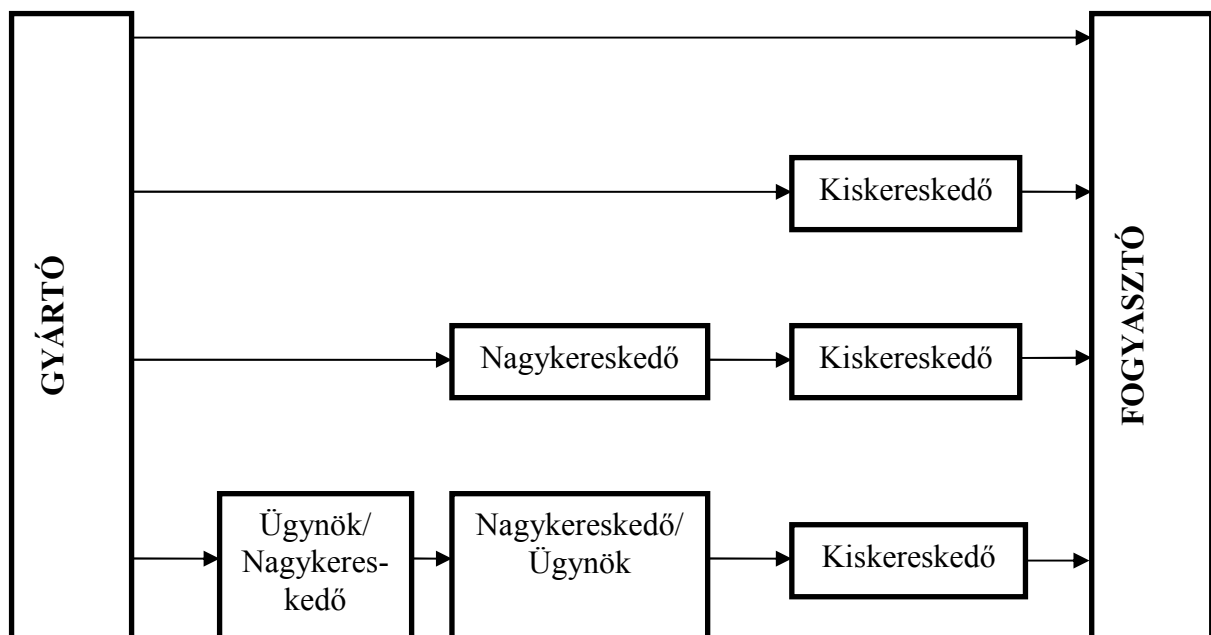 GYÁRTÓ
FOGYASZTÓ
Kiskereskedő
Nagykereskedő
Kiskereskedő
Ügynök/
Nagykeres-
kedő
Nagykereskedő/
Ügynök
Kiskereskedő